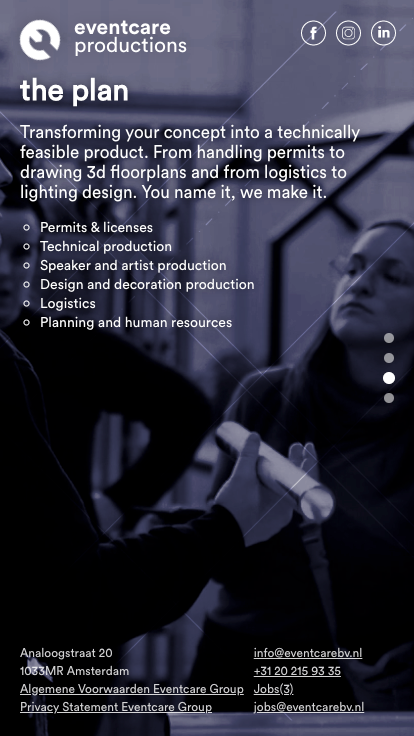 eventcare
productions
the plan
Transforming your concept into a technically
feasible product. From handling permits to
drawing 3d floorplans and from logistics to
lighting design. You name it, we make it.
Permits & licenses
Technical production
Speaker and artist production
Design and decoration production
Logistics
Planning and human resources
Analoogstraat 20
1033MR Amsterdam
Algemene Voorwaarden Eventcare Group
Privacy Statement Eventcare Group
info@eventcarebv.nl
+31 20 215 93 35
Jobs(3)
jobs@eventcarebv.nl